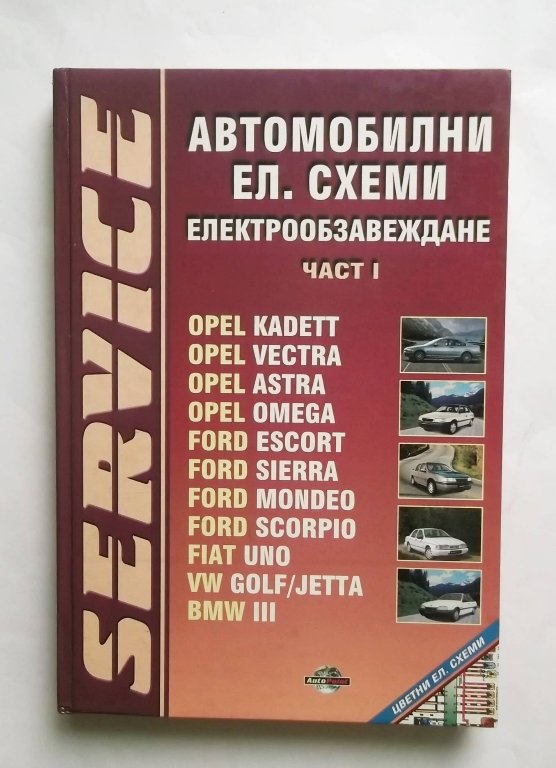 SERVICE
АВТОМОБИЛНИ
ЕЛ. СХЕМИ
ЕЛЕКТРООБЗАВЕЖДАНЕ
ЧАСТ I
OPEL KADETT
OPEL VECTRA
OPEL ASTRA
OPEL OMEGA
FORD ESCORT
FORD SIERRA
FORD MONDEO
FORD SCORPIO
FIAT UNO
VW GOLF/JETTA
BMW III
AutoPoint
ЦВЕТНИ ЕЛ. СХЕМИ